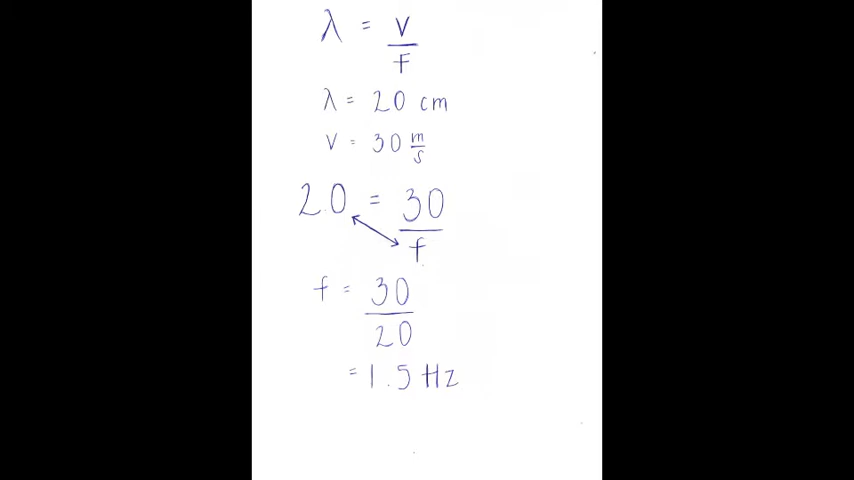 λ = v/F
λ = 20 cm
v = 30 m/s
20 = 30/f
f = 30/20
= 1.5 Hz